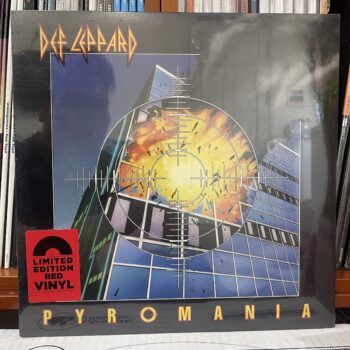 DEF LEPPARD
LIMITED
EDITION
RED
VINYL
PYROMANIA